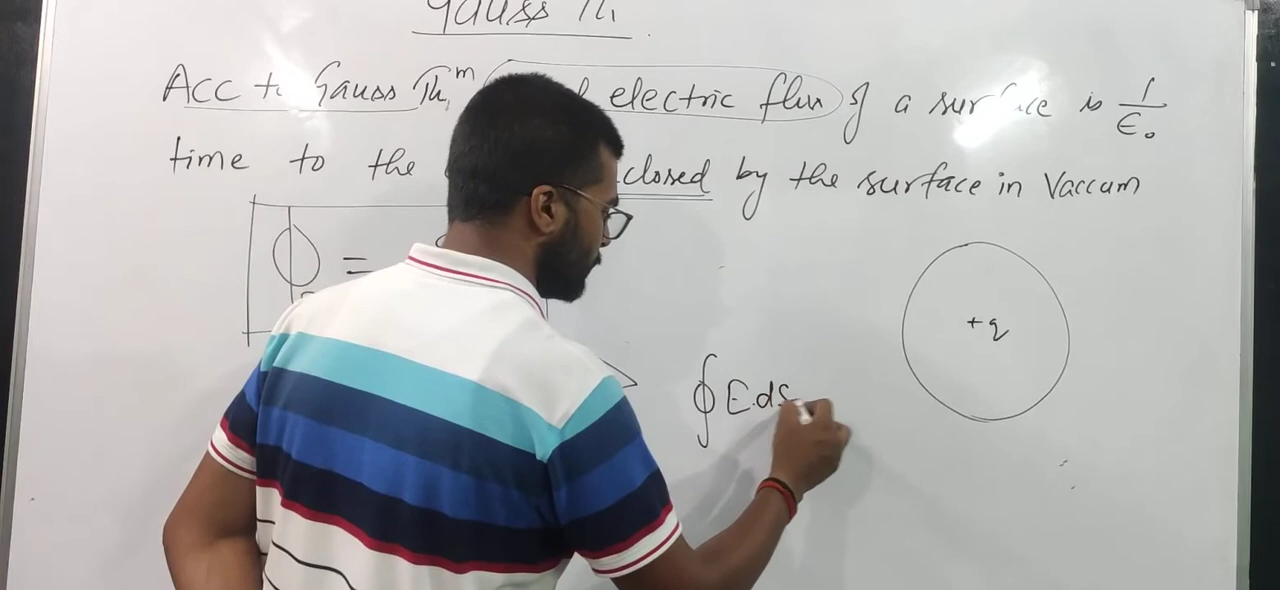 Gauss Th
Acc to Gauss Th^m electric flux of a surface is 1/ε₀
time to the closed by the surface in Vaccum
ϕ =
∮ E.ds
+q